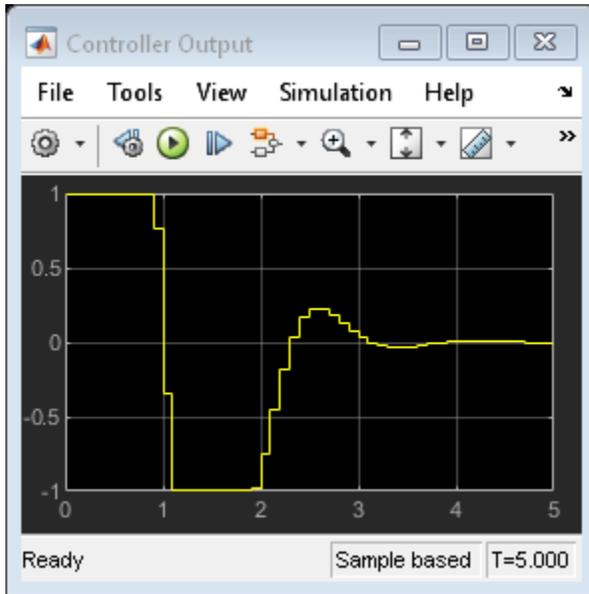 Controller Output
File Tools View Simulation Help
1
0.5
0
-0.5
-1
0 1 2 3 4 5
Ready Sample based T=5.000